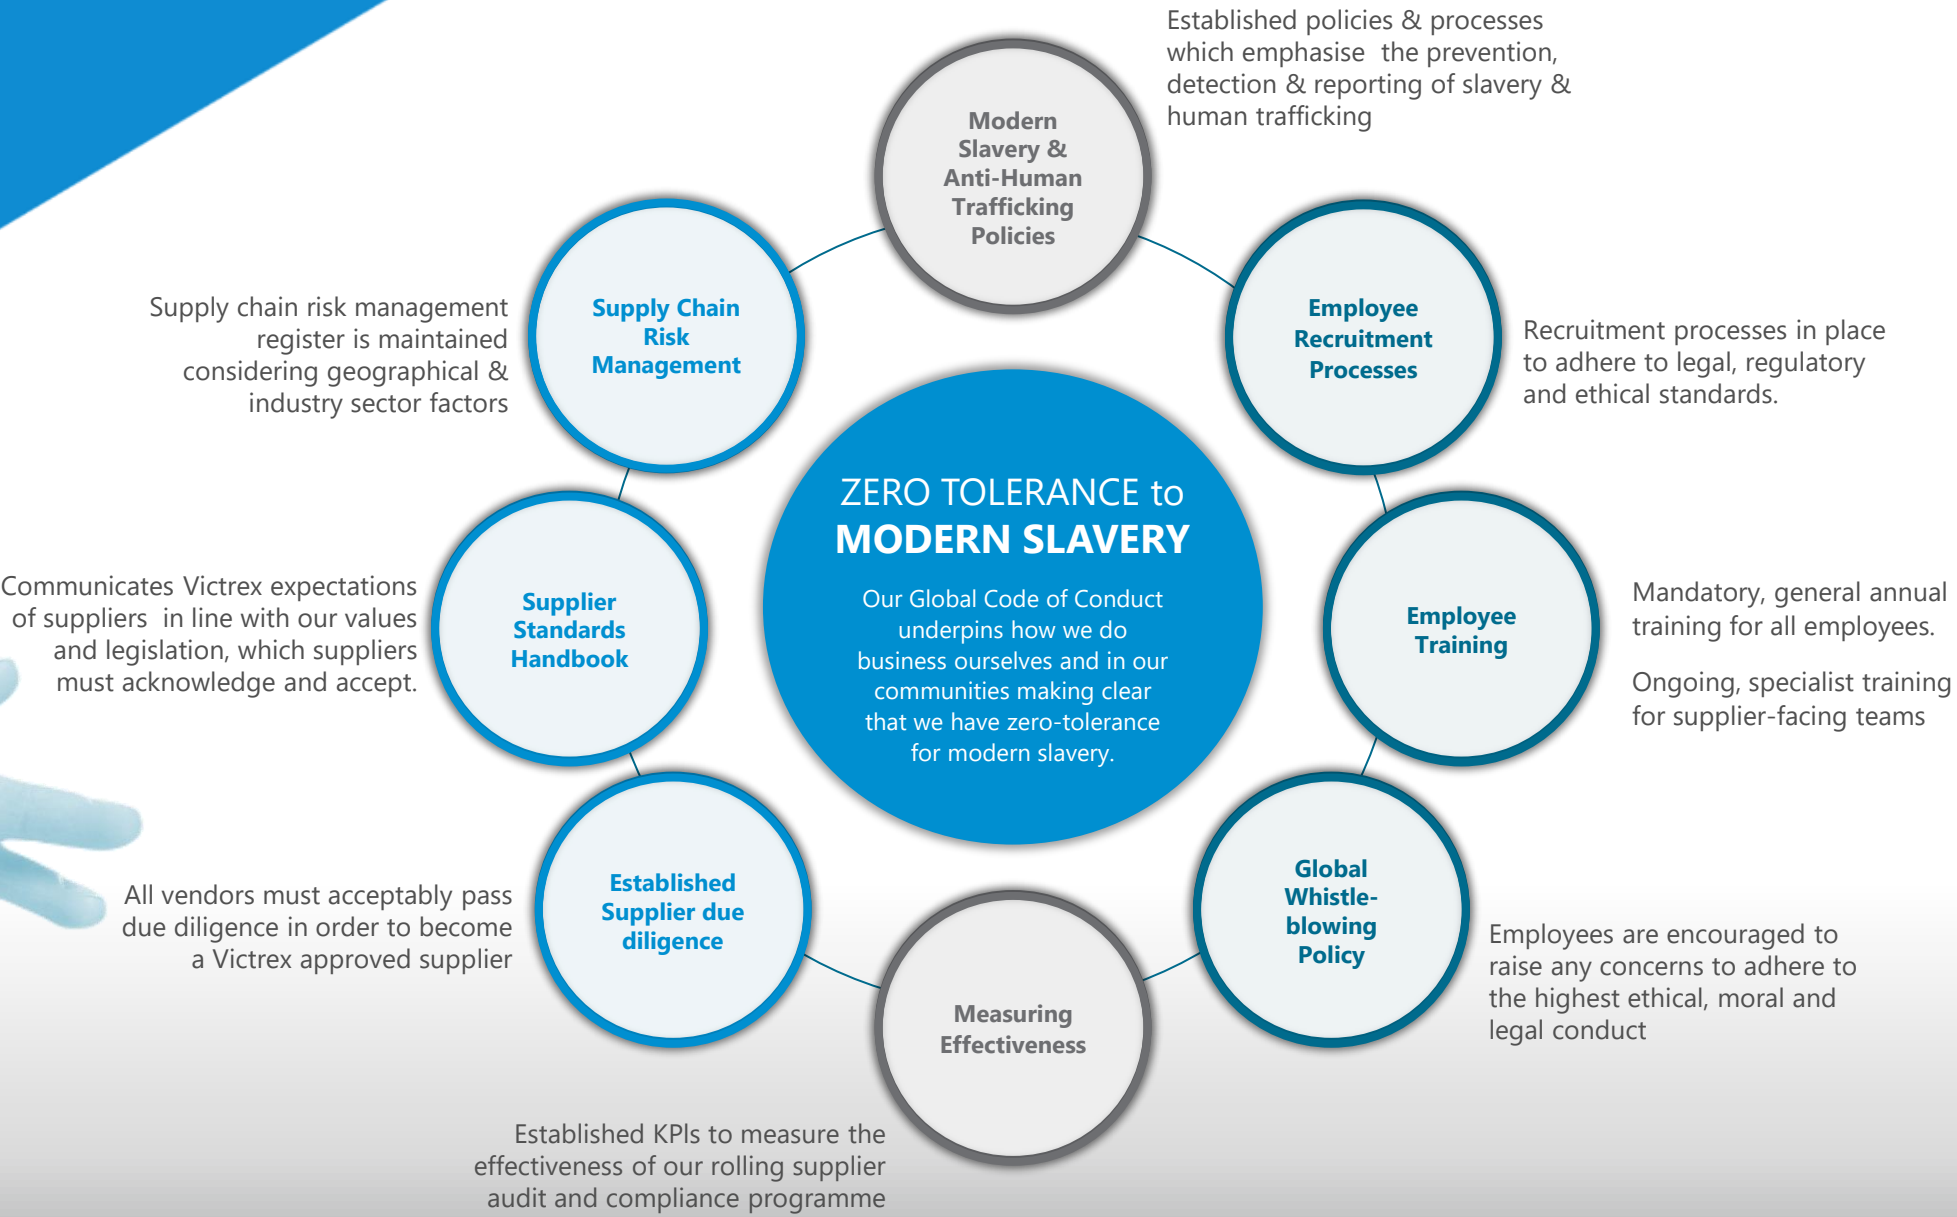 Established policies & processes
which emphasise the prevention,
detection & reporting of slavery &
human trafficking
Modern
Slavery &
Anti-Human
Trafficking
Policies
Employee
Recruitment
Processes
Recruitment processes in place
to adhere to legal, regulatory
and ethical standards.
Employee
Training
Mandatory, general annual
training for all employees.
Ongoing, specialist training
for supplier-facing teams
Global
Whistle-
blowing
Policy
Employees are encouraged to
raise any concerns to adhere to
the highest ethical, moral and
legal conduct
Measuring
Effectiveness
Established KPIs to measure the
effectiveness of our rolling supplier
audit and compliance programme
Established
Supplier due
diligence
All vendors must acceptably pass
due diligence in order to become
a Victrex approved supplier
Supplier
Standards
Handbook
Communicates Victrex expectations
of suppliers in line with our values
and legislation, which suppliers
must acknowledge and accept.
Supply Chain
Risk
Management
Supply chain risk management
register is maintained
considering geographical &
industry sector factors
ZERO TOLERANCE to
MODERN SLAVERY
Our Global Code of Conduct
underpins how we do
business ourselves and in our
communities making clear
that we have zero-tolerance
for modern slavery.